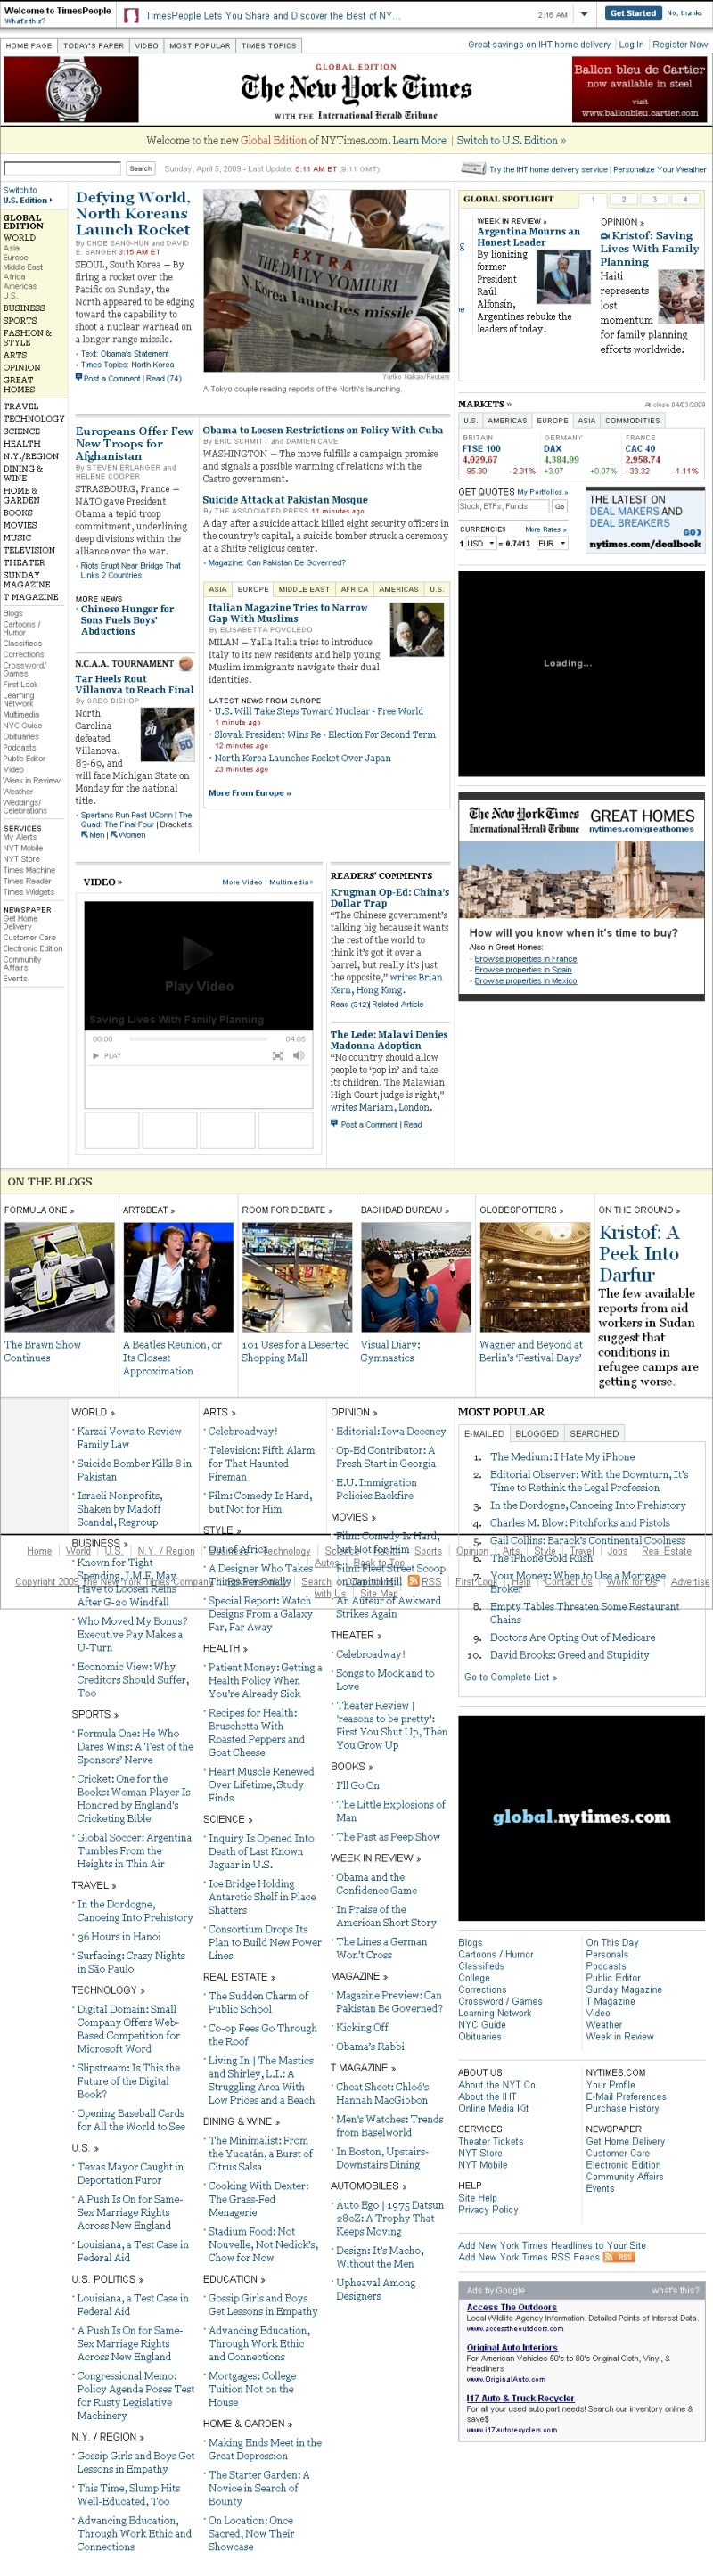 Welcome to TimesPeople
What's this?
TimesPeople Lets You Share and Discover the Best of NY...
2:16 AM
Get Started
No, thanks
HOME PAGE
TODAY'S PAPER
VIDEO
MOST POPULAR
TIMES TOPICS
Great savings on IHT home delivery
Log In
Register Now
GLOBAL EDITION
The New York Times
WITH THE International Herald Tribune
Ballon bleu de Cartier
now available in steel
visit
www.ballonbleu.cartier.com
Welcome to the new Global Edition of NYTimes.com. Learn More | Switch to U.S. Edition »
Search
Sunday, April 5, 2009 - Last Update: 5:11 AM ET (9:11 GMT)
Try the IHT home delivery service | Personalize Your Weather
Switch to
U.S. Edition
GLOBAL
EDITION
WORLD
Asia
Europe
Middle East
Africa
Americas
U.S.
BUSINESS
SPORTS
FASHION &
STYLE
ARTS
OPINION
GREAT
HOMES
TRAVEL
TECHNOLOGY
SCIENCE
HEALTH
N.Y./REGION
DINING &
WINE
HOME &
GARDEN
BOOKS
MOVIES
MUSIC
TELEVISION
THEATER
SUNDAY
MAGAZINE
T MAGAZINE
Blogs
Cartoons /
Humor
Classifieds
Corrections
Crossword/
Games
First Look
Learning
Network
Multimedia
NYC Guide
Obituaries
Podcasts
Public Editor
Video
Week in Review
Weather
Weddings/
Celebrations
SERVICES
My Alerts
NYT Mobile
NYT Store
Times Machine
Times Reader
Times Widgets
NEWSPAPER
Get Home
Delivery
Customer Care
Electronic Edition
Community
Affairs
Events
Defying World,
North Koreans
Launch Rocket
By CHOE SANG-HUN and DAVID
E. SANGER 3:15 AM ET
SEOUL, South Korea — By
firing a rocket over the
Pacific on Sunday, the
North appeared to be edging
toward the capability to
shoot a nuclear warhead on
a longer-range missile.
Text: Obama's Statement
Times Topics: North Korea
Post a Comment | Read (74)
EXTRA
THE DAILY YOMIURI
N. Korea launches missile
Yuriko Nakao/Reuters
A Tokyo couple reading reports of the North's launching.
Europeans Offer Few
New Troops for
Afghanistan
By STEVEN ERLANGER and
HELENE COOPER
STRASBOURG, France —
NATO gave President
Obama a tepid troop
commitment, underlining
deep divisions within the
alliance over the war.
Riots Erupt Near Bridge That
Links 2 Countries
MORE NEWS
Chinese Hunger for
Sons Fuels Boys'
Abductions
N.C.A.A. TOURNAMENT
Tar Heels Rout
Villanova to Reach Final
By GREG BISHOP
North
Carolina
defeated
Villanova,
83-69, and
will face Michigan State on
Monday for the national
title.
Spartans Run Past UConn | The
Quad: The Final Four | Brackets:
Men | Women
Obama to Loosen Restrictions on Policy With Cuba
By ERIC SCHMITT and DAMIEN CAVE
WASHINGTON — The move fulfills a campaign promise
and signals a possible warming of relations with the
Castro government.
Suicide Attack at Pakistan Mosque
By THE ASSOCIATED PRESS 11 minutes ago
A day after a suicide attack killed eight security officers in
the country's capital, a suicide bomber struck a ceremony
at a Shiite religious center.
Magazine: Can Pakistan Be Governed?
ASIA
EUROPE
MIDDLE EAST
AFRICA
AMERICAS
U.S.
Italian Magazine Tries to Narrow
Gap With Muslims
By ELISABETTA POVOLEDO
MILAN — Yalla Italia tries to introduce
Italy to its new residents and help young
Muslim immigrants navigate their dual
identities.
LATEST NEWS FROM EUROPE
U.S. Will Take Steps Toward Nuclear - Free World
1 minute ago
Slovak President Wins Re - Election For Second Term
12 minutes ago
North Korea Launches Rocket Over Japan
23 minutes ago
More From Europe »
GLOBAL SPOTLIGHT
1 2 3 4
WEEK IN REVIEW »
Argentina Mourns an
Honest Leader
By lionizing
former
President
Raúl
Alfonsín,
Argentines rebuke the
leaders of today.
OPINION »
Kristof: Saving
Lives With Family
Planning
Haiti
represents
lost
momentum
for family planning
efforts worldwide.
MARKETS »
At close 04/03/2009
U.S.
AMERICAS
EUROPE
ASIA
COMMODITIES
BRITAIN
FTSE 100
4,029.67
-95.30 -2.31%
GERMANY
DAX
4,384.99
+3.07 +0.07%
FRANCE
CAC 40
2,958.74
-33.32 -1.11%
GET QUOTES My Portfolios »
Stock, ETFs, Funds
Go
CURRENCIES More Rates »
1 USD = 0.7413 EUR
THE LATEST ON
DEAL MAKERS AND
DEAL BREAKERS
GO
nytimes.com/dealbook
Loading...
The New York Times
International Herald Tribune
GREAT HOMES
nytimes.com/greathomes
How will you know when it's time to buy?
Also in Great Homes:
Browse properties in France
Browse properties in Spain
Browse properties in Mexico
VIDEO »
More Video | Multimedia»
Play Video
Saving Lives With Family Planning
00:00
04:05
PLAY
READERS' COMMENTS
Krugman Op-Ed: China's
Dollar Trap
"The Chinese government's
talking big because it wants
the rest of the world to
think it's got it over a
barrel, but really it's just
the opposite," writes Brian
Kern, Hong Kong.
Read (312)| Related Article
The Lede: Malawi Denies
Madonna Adoption
"No country should allow
people to 'pop in' and take
its children. The Malawian
High Court judge is right,"
writes Mariam, London.
Post a Comment | Read
ON THE BLOGS
FORMULA ONE »
The Brawn Show
Continues
ARTSBEAT »
A Beatles Reunion, or
Its Closest
Approximation
ROOM FOR DEBATE »
101 Uses for a Deserted
Shopping Mall
BAGHDAD BUREAU »
Visual Diary:
Gymnastics
GLOBESPOTTERS »
Wagner and Beyond at
Berlin's 'Festival Days'
ON THE GROUND »
Kristof: A
Peek Into
Darfur
The few available
reports from aid
workers in Sudan
suggest that
conditions in
refugee camps are
getting worse.
WORLD »
Karzai Vows to Review
Family Law
Suicide Bomber Kills 8 in
Pakistan
Israeli Nonprofits,
Shaken by Madoff
Scandal, Regroup
BUSINESS »
Known for Tight
Spending, I.M.F. May
Have to Loosen Reins
After G-20 Windfall
Who Moved My Bonus?
Executive Pay Makes a
U-Turn
Economic View: Why
Creditors Should Suffer,
Too
SPORTS »
Formula One: He Who
Dares Wins: A Test of the
Sponsors' Nerve
Cricket: One for the
Books: Woman Player Is
Honored by England's
Cricketing Bible
Global Soccer: Argentina
Tumbles From the
Heights in Thin Air
TRAVEL »
In the Dordogne,
Canoeing Into Prehistory
36 Hours in Hanoi
Surfacing: Crazy Nights
in São Paulo
TECHNOLOGY »
Digital Domain: Small
Company Offers Web-
Based Competition for
Microsoft Word
Slipstream: Is This the
Future of the Digital
Book?
Opening Baseball Cards
for All the World to See
U.S. »
Texas Mayor Caught in
Deportation Furor
A Push Is On for Same-
Sex Marriage Rights
Across New England
Louisiana, a Test Case in
Federal Aid
U.S. POLITICS »
Louisiana, a Test Case in
Federal Aid
A Push Is On for Same-
Sex Marriage Rights
Across New England
Congressional Memo:
Policy Agenda Poses Test
for Rusty Legislative
Machinery
N.Y. / REGION »
Gossip Girls and Boys Get
Lessons in Empathy
This Time, Slump Hits
Well-Educated, Too
Advancing Education,
Through Work Ethic and
Connections
ARTS »
Celebroadway!
Television: Fifth Alarm
for That Haunted
Fireman
Film: Comedy Is Hard,
but Not for Him
STYLE »
Out of Africa
A Designer Who Takes
Things Personally
Special Report: Watch
Designs From a Galaxy
Far, Far Away
HEALTH »
Patient Money: Getting a
Health Policy When
You're Already Sick
Recipes for Health:
Bruschetta With
Roasted Peppers and
Goat Cheese
Heart Muscle Renewed
Over Lifetime, Study
Finds
SCIENCE »
Inquiry Is Opened Into
Death of Last Known
Jaguar in U.S.
Ice Bridge Holding
Antarctic Shelf in Place
Shatters
Consortium Drops Its
Plan to Build New Power
Lines
REAL ESTATE »
The Sudden Charm of
Public School
Co-op Fees Go Through
the Roof
Living In | The Mastics
and Shirley, L.I.: A
Struggling Area With
Low Prices and a Beach
DINING & WINE »
The Minimalist: From
the Yucatán, a Burst of
Citrus Salsa
Cooking With Dexter:
The Grass-Fed
Menagerie
Stadium Food: Not
Nouvelle, Not Nedick's,
Chow for Now
EDUCATION »
Gossip Girls and Boys
Get Lessons in Empathy
Advancing Education,
Through Work Ethic
and Connections
Mortgages: College
Tuition Not on the
House
HOME & GARDEN »
Making Ends Meet in the
Great Depression
The Starter Garden: A
Novice in Search of
Bounty
On Location: Once
Sacred, Now Their
Showcase
OPINION »
Editorial: Iowa Decency
Op-Ed Contributor: A
Fresh Start in Georgia
E.U. Immigration
Policies Backfire
MOVIES »
Film: Comedy Is Hard,
but Not for Him
Film: Fleet Street Scoop
on Capitol Hill
An Auteur of Awkward
Strikes Again
THEATER »
Celebroadway!
Songs to Mock and to
Love
Theater Review |
'reasons to be pretty':
First You Shut Up, Then
You Grow Up
BOOKS »
I'll Go On
The Little Explosions of
Man
The Past as Peep Show
WEEK IN REVIEW »
Obama and the
Confidence Game
In Praise of the
American Short Story
The Lines a German
Won't Cross
MAGAZINE »
Magazine Preview: Can
Pakistan Be Governed?
Kicking Off
Obama's Rabbi
T MAGAZINE »
Cheat Sheet: Chloé's
Hannah MacGibbon
Men's Watches: Trends
from Baselworld
In Boston, Upstairs-
Downstairs Dining
AUTOMOBILES »
Auto Ego | 1975 Datsun
280Z: A Trophy That
Keeps Moving
Design: It's Macho,
Without the Men
Upheaval Among
Designers
MOST POPULAR
E-MAILED
BLOGGED
SEARCHED
1. The Medium: I Hate My iPhone
2. Editorial Observer: With the Downturn, It's
Time to Rethink the Legal Profession
3. In the Dordogne, Canoeing Into Prehistory
4. Charles M. Blow: Pitchforks and Pistols
5. Gail Collins: Barack's Continental Coolness
6. The iPhone Gold Rush
7. Your Money: When to Use a Mortgage
Broker
8. Empty Tables Threaten Some Restaurant
Chains
9. Doctors Are Opting Out of Medicare
10. David Brooks: Greed and Stupidity
Go to Complete List »
Home
World
U.S.
N.Y. / Region
Business
Technology
Science
Health
Sports
Opinion
Arts
Style
Travel
Jobs
Real Estate
Autos
Back to Top
Copyright 2009 The New York Times Company
Privacy Policy
Search
Corrections
RSS
First Look
Help
Contact Us
Work for Us
Advertise
with Us
Site Map
global.nytimes.com
Blogs
Cartoons / Humor
Classifieds
College
Corrections
Crossword / Games
Learning Network
NYC Guide
Obituaries
On This Day
Personals
Podcasts
Public Editor
Sunday Magazine
T Magazine
Video
Weather
Week in Review
ABOUT US
About the NYT Co.
About the IHT
Online Media Kit
SERVICES
Theater Tickets
NYT Store
NYT Mobile
HELP
Site Help
Privacy Policy
NYTIMES.COM
Your Profile
E-Mail Preferences
Purchase History
NEWSPAPER
Get Home Delivery
Customer Care
Electronic Edition
Community Affairs
Events
Add New York Times Headlines to Your Site
Add New York Times RSS Feeds RSS
Ads by Google
what's this?
Access The Outdoors
Local Wildlife Agency Information. Detailed Points of Interest Data.
www.accesstheoutdoors.com
Original Auto Interiors
For American Vehicles 50's to 80's Original Cloth, Vinyl, &
Headliners
www.OriginalAuto.com
I17 Auto & Truck Recycler
For all your used auto part needs! Search our inventory online &
save$
www.i17autorecyclers.com